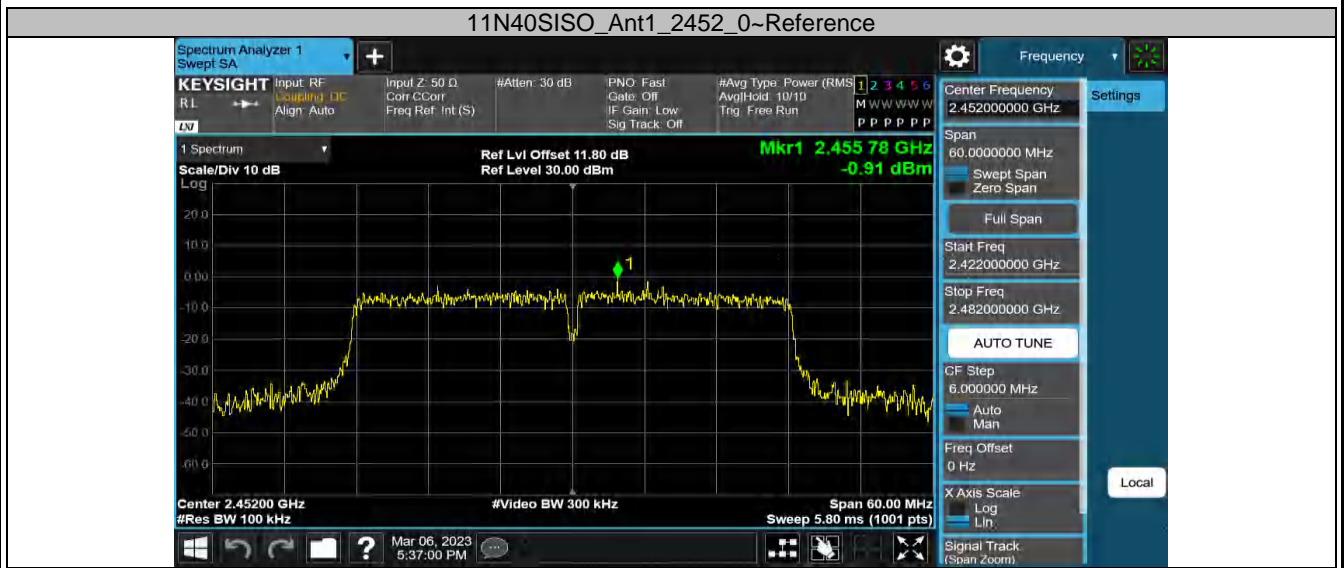 11N40SISO_Ant1_2452_0~Reference
Spectrum Analyzer 1
Swept SA
+
Frequency
KEYSIGHT
RL
LXI
Input: RF
Coupling: DC
Align: Auto
Input Z: 50 Ω
Corr CCorr
Freq Ref: Int (S)
#Atten: 30 dB
PNO: Fast
Gate: Off
IF Gain: Low
Sig Track: Off
#Avg Type: Power (RMS
Avg|Hold: 10/10
Trig: Free Run
1 2 3 4 5 6
M W W W W W
P P P P P P
Settings
Center Frequency
2.452000000 GHz
Span
60.0000000 MHz
Swept Span
Zero Span
Full Span
Start Freq
2.422000000 GHz
Stop Freq
2.482000000 GHz
AUTO TUNE
CF Step
6.000000 MHz
Auto
Man
Freq Offset
0 Hz
X Axis Scale
Log
Lin
Signal Track
(Span Zoom)
Local
1 Spectrum
Scale/Div 10 dB
Log
Ref Lvl Offset 11.80 dB
Ref Level 30.00 dBm
Mkr1 2.455 78 GHz
-0.91 dBm
20.0
10.0
0.00
-10.0
-20.0
-30.0
-40.0
-50.0
-60.0
1
Center 2.45200 GHz
#Res BW 100 kHz
#Video BW 300 kHz
Span 60.00 MHz
Sweep 5.80 ms (1001 pts)
?
Mar 06, 2023
5:37:00 PM